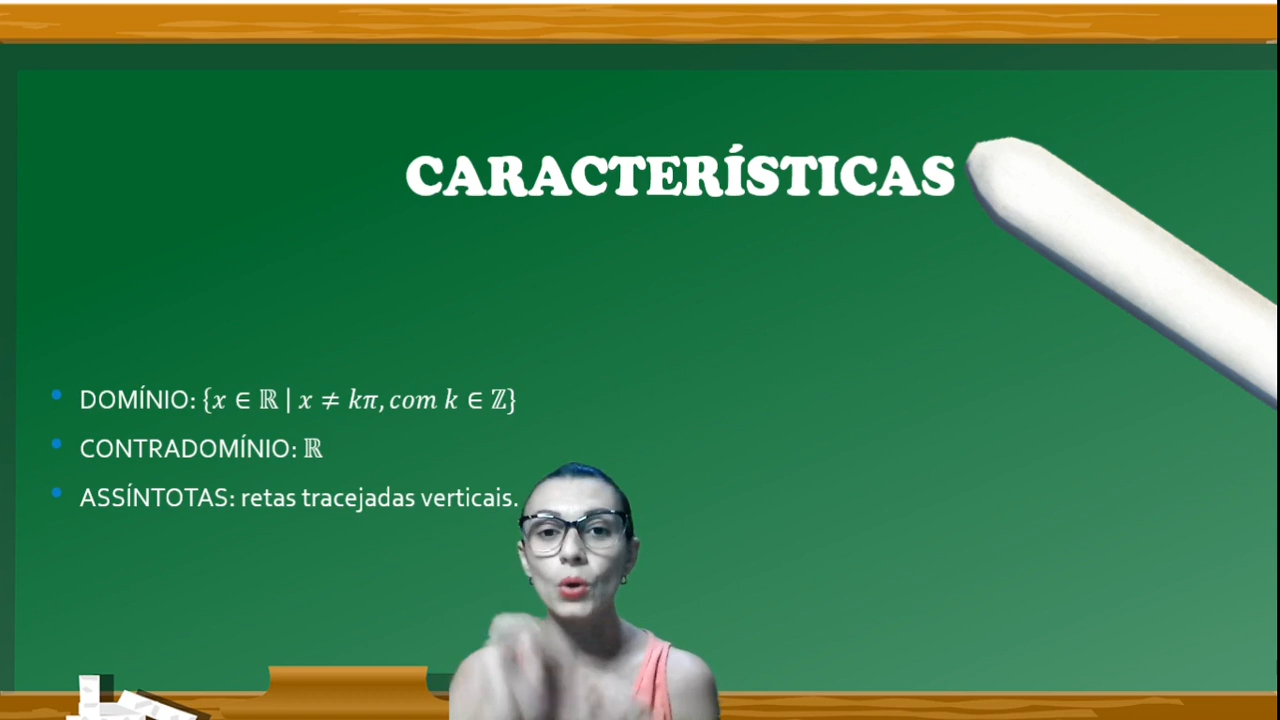 CARACTERÍSTICAS
DOMÍNIO: {𝑥 ∈ ℝ | 𝑥 ≠ 𝑘𝜋, 𝑐𝑜𝑚 𝑘 ∈ ℤ}
CONTRADOMÍNIO: ℝ
ASSÍNTOTAS: retas tracejadas verticais.